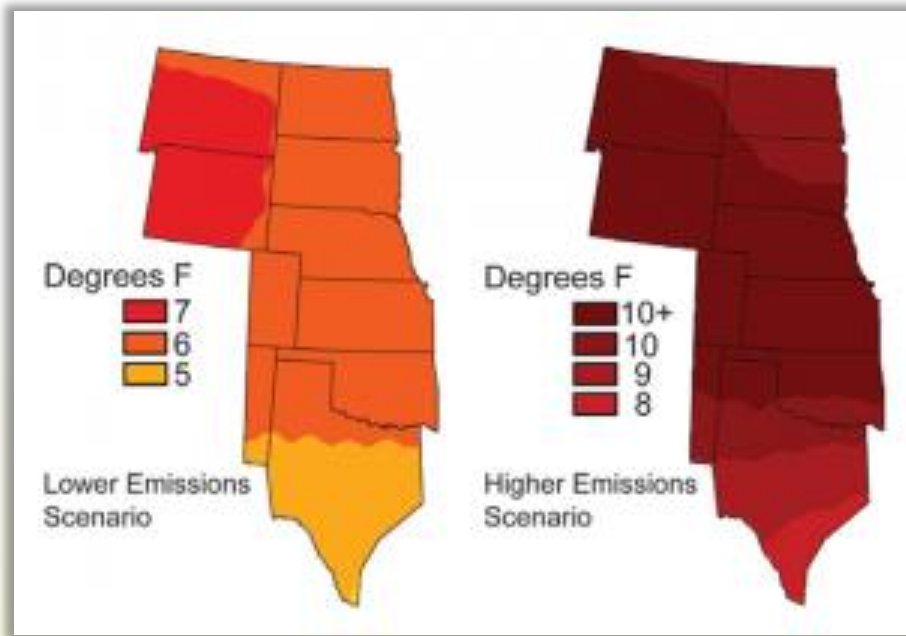 Degrees F
7
6
5
Lower Emissions
Scenario
Degrees F
10+
10
9
8
Higher Emissions
Scenario